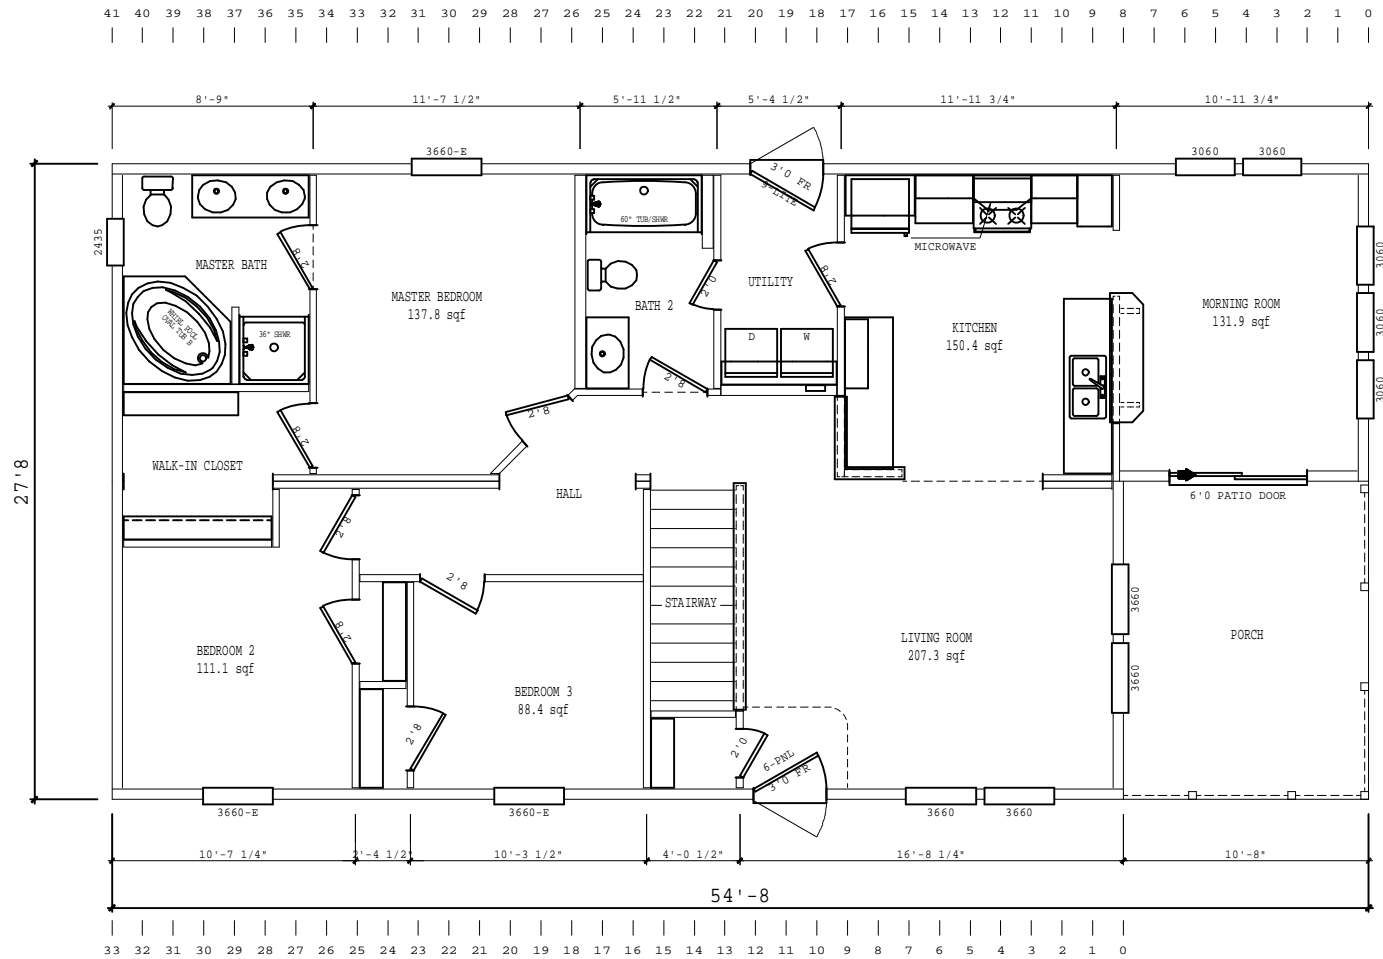 41 40 39 38 37 36 35 34 33 32 31 30 29 28 27 26 25 24 23 22 21 20 19 18 17 16 15 14 13 12 11 10 9 8 7 6 5 4 3 2 1 0
8'-9" 11'-7 1/2" 5'-11 1/2" 5'-4 1/2" 11'-11 3/4" 10'-11 3/4"
3660-E 3060 3060
3'0 FR
9-LITE
2435
60" TUB/SHWR
MICROWAVE
3060
2'8
MASTER BATH
2'0
2'8
UTILITY
MASTER BEDROOM
137.8 sqf
BATH 2
MORNING ROOM
131.9 sqf
3060
WHIRL POOL
OVAL TUB B
36" SHWR
KITCHEN
150.4 sqf
D W
2'8
3060
2'8
2'8
WALK-IN CLOSET
27'8
HALL
6'0 PATIO DOOR
2'8
2'8
3660
STAIRWAY
2'8
LIVING ROOM
207.3 sqf
PORCH
BEDROOM 2
111.1 sqf
3660
BEDROOM 3
88.4 sqf
2'8
2'0
6-PNL
3'0 FR
3660-E 3660-E 3660 3660
10'-7 1/4" 2'-4 1/2" 10'-3 1/2" 4'-0 1/2" 16'-8 1/4" 10'-8"
54'-8
33 32 31 30 29 28 27 26 25 24 23 22 21 20 19 18 17 16 15 14 13 12 11 10 9 8 7 6 5 4 3 2 1 0